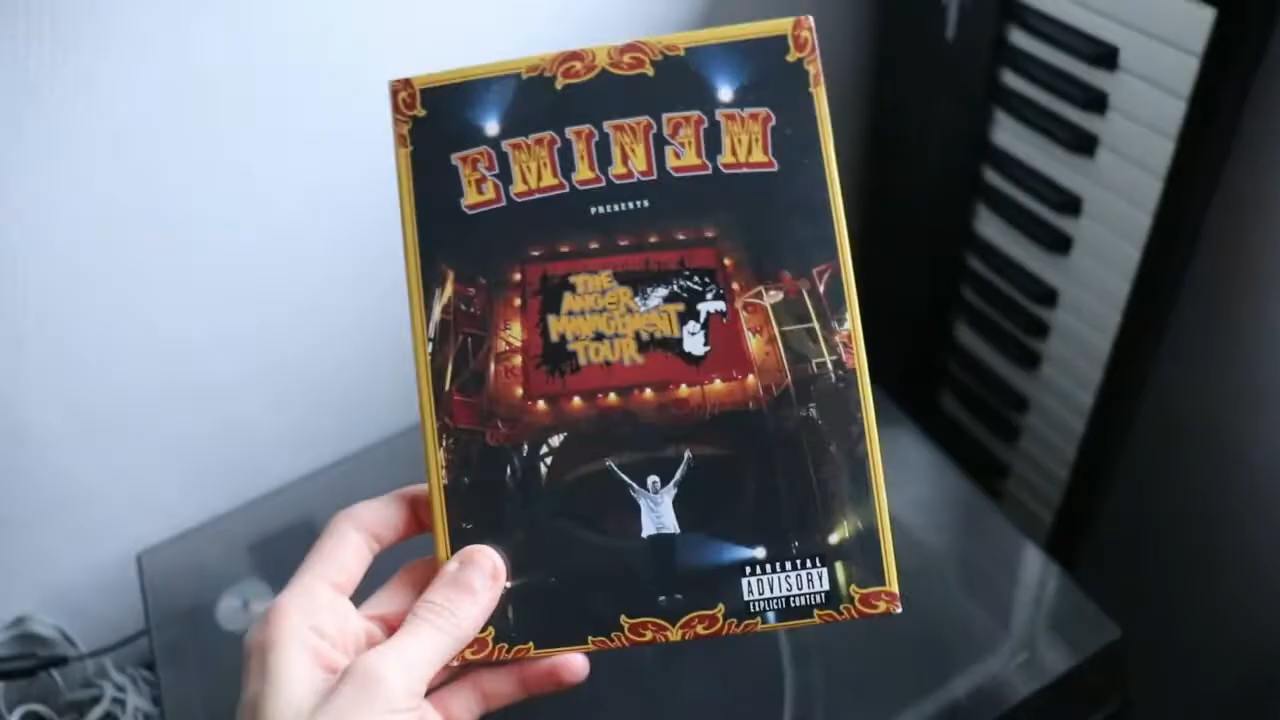 EMINƎM
PRESENTS
THE
ANGER
MANAGEMENT
TOUR
PARENTAL
ADVISORY
EXPLICIT CONTENT